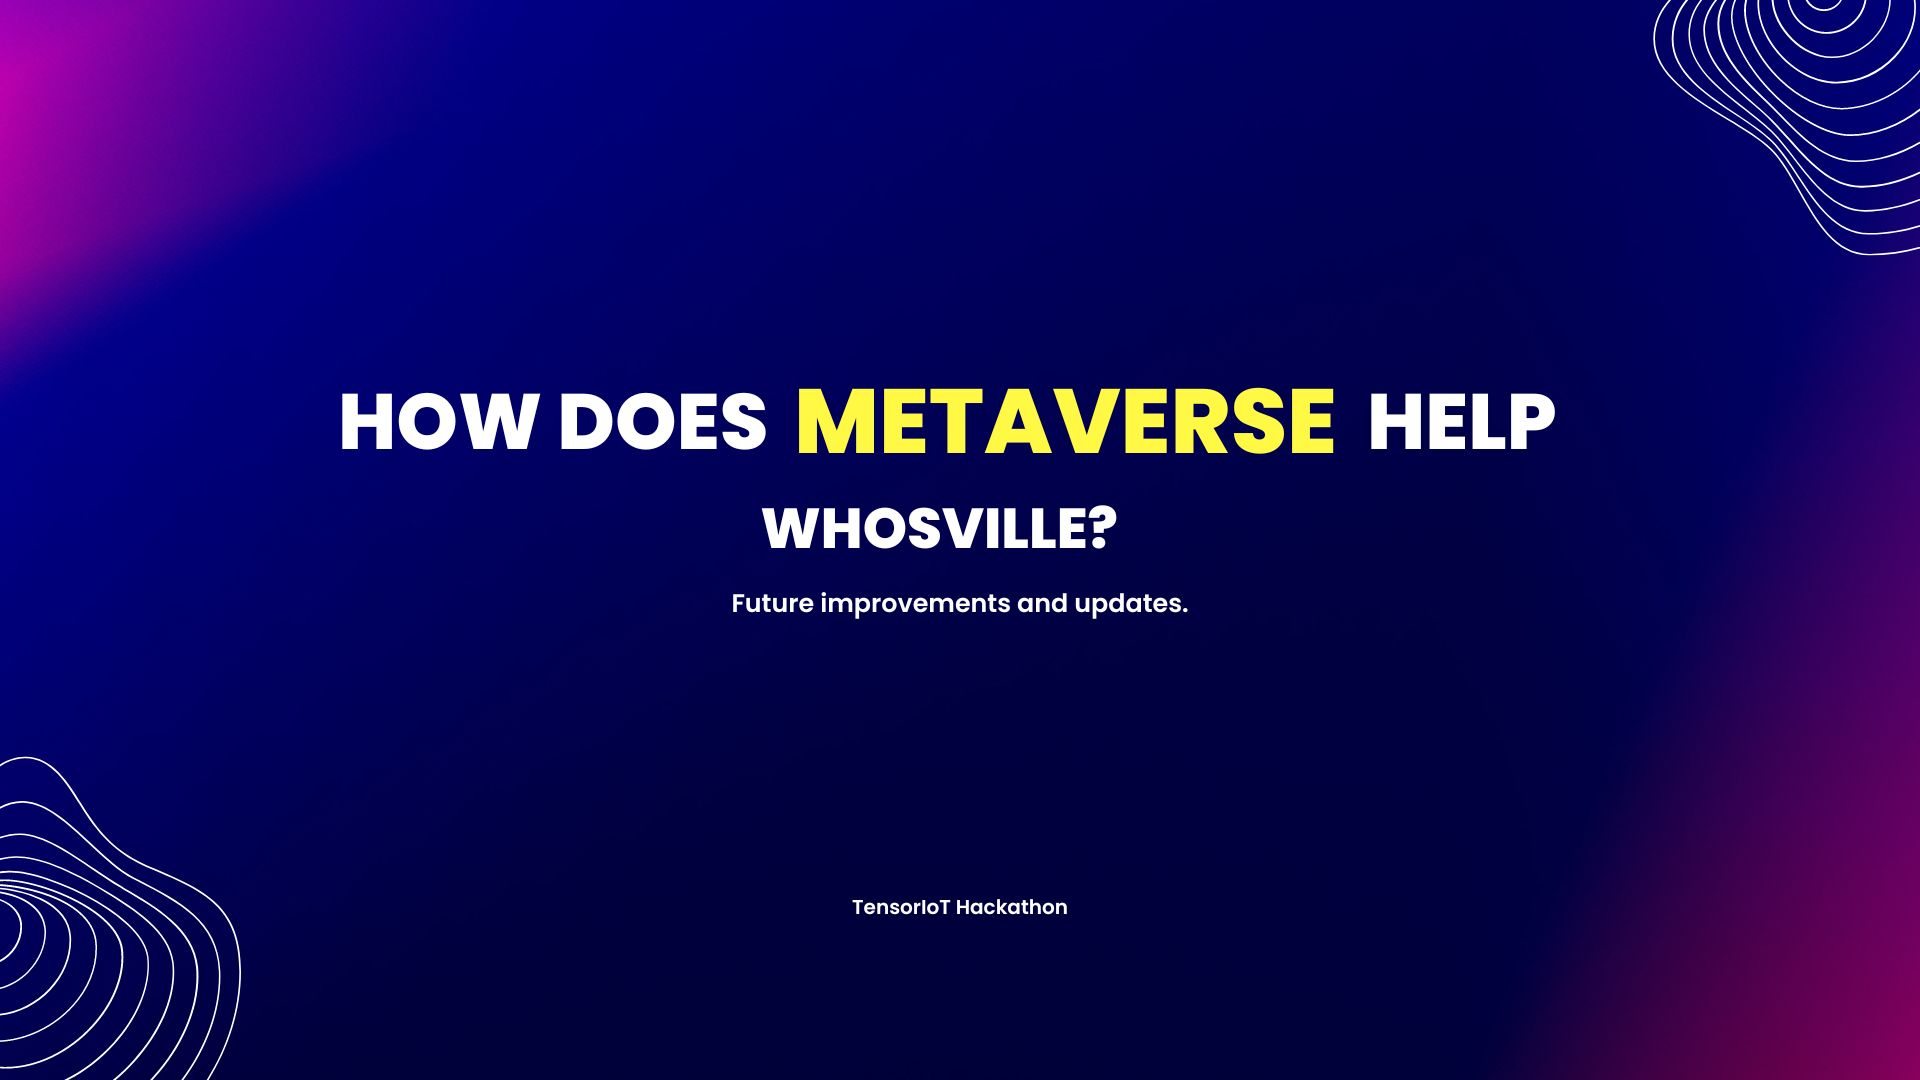 HOW DOES METAVERSE HELP
WHOSVILLE?
Future improvements and updates.
TensorIoT Hackathon